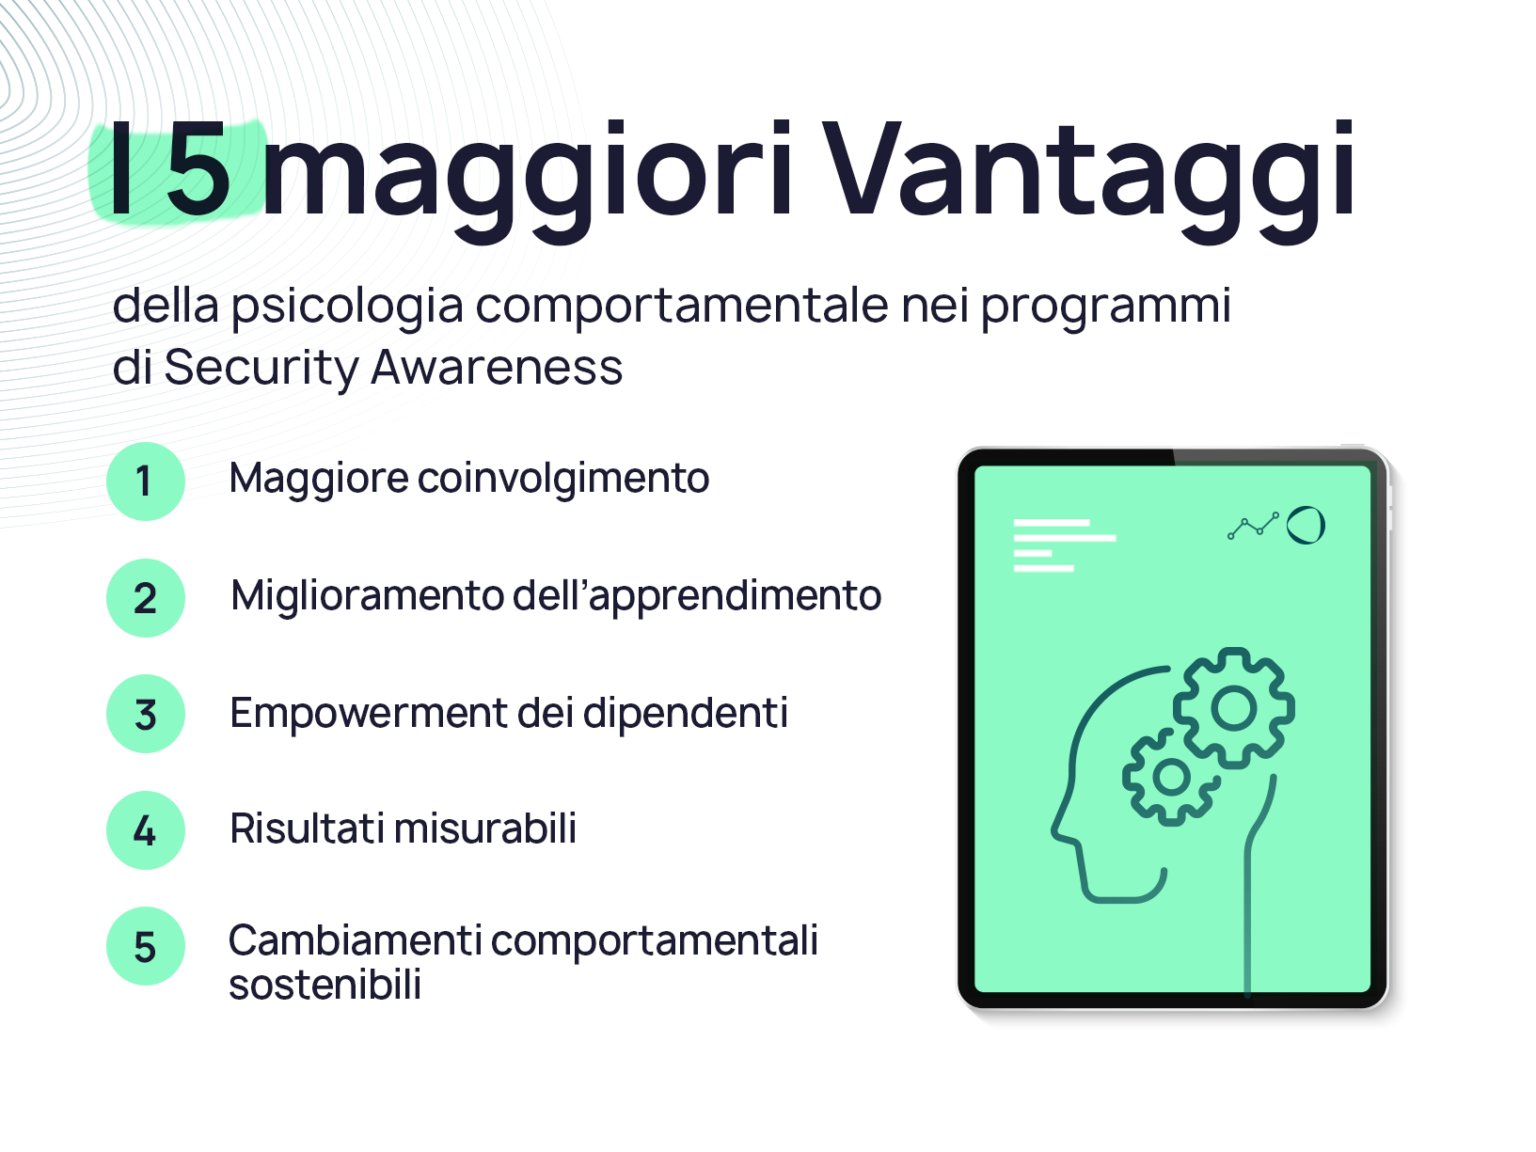 I 5 maggiori Vantaggi
della psicologia comportamentale nei programmi
di Security Awareness
1 Maggiore coinvolgimento
2 Miglioramento dell’apprendimento
3 Empowerment dei dipendenti
4 Risultati misurabili
5 Cambiamenti comportamentali
sostenibili